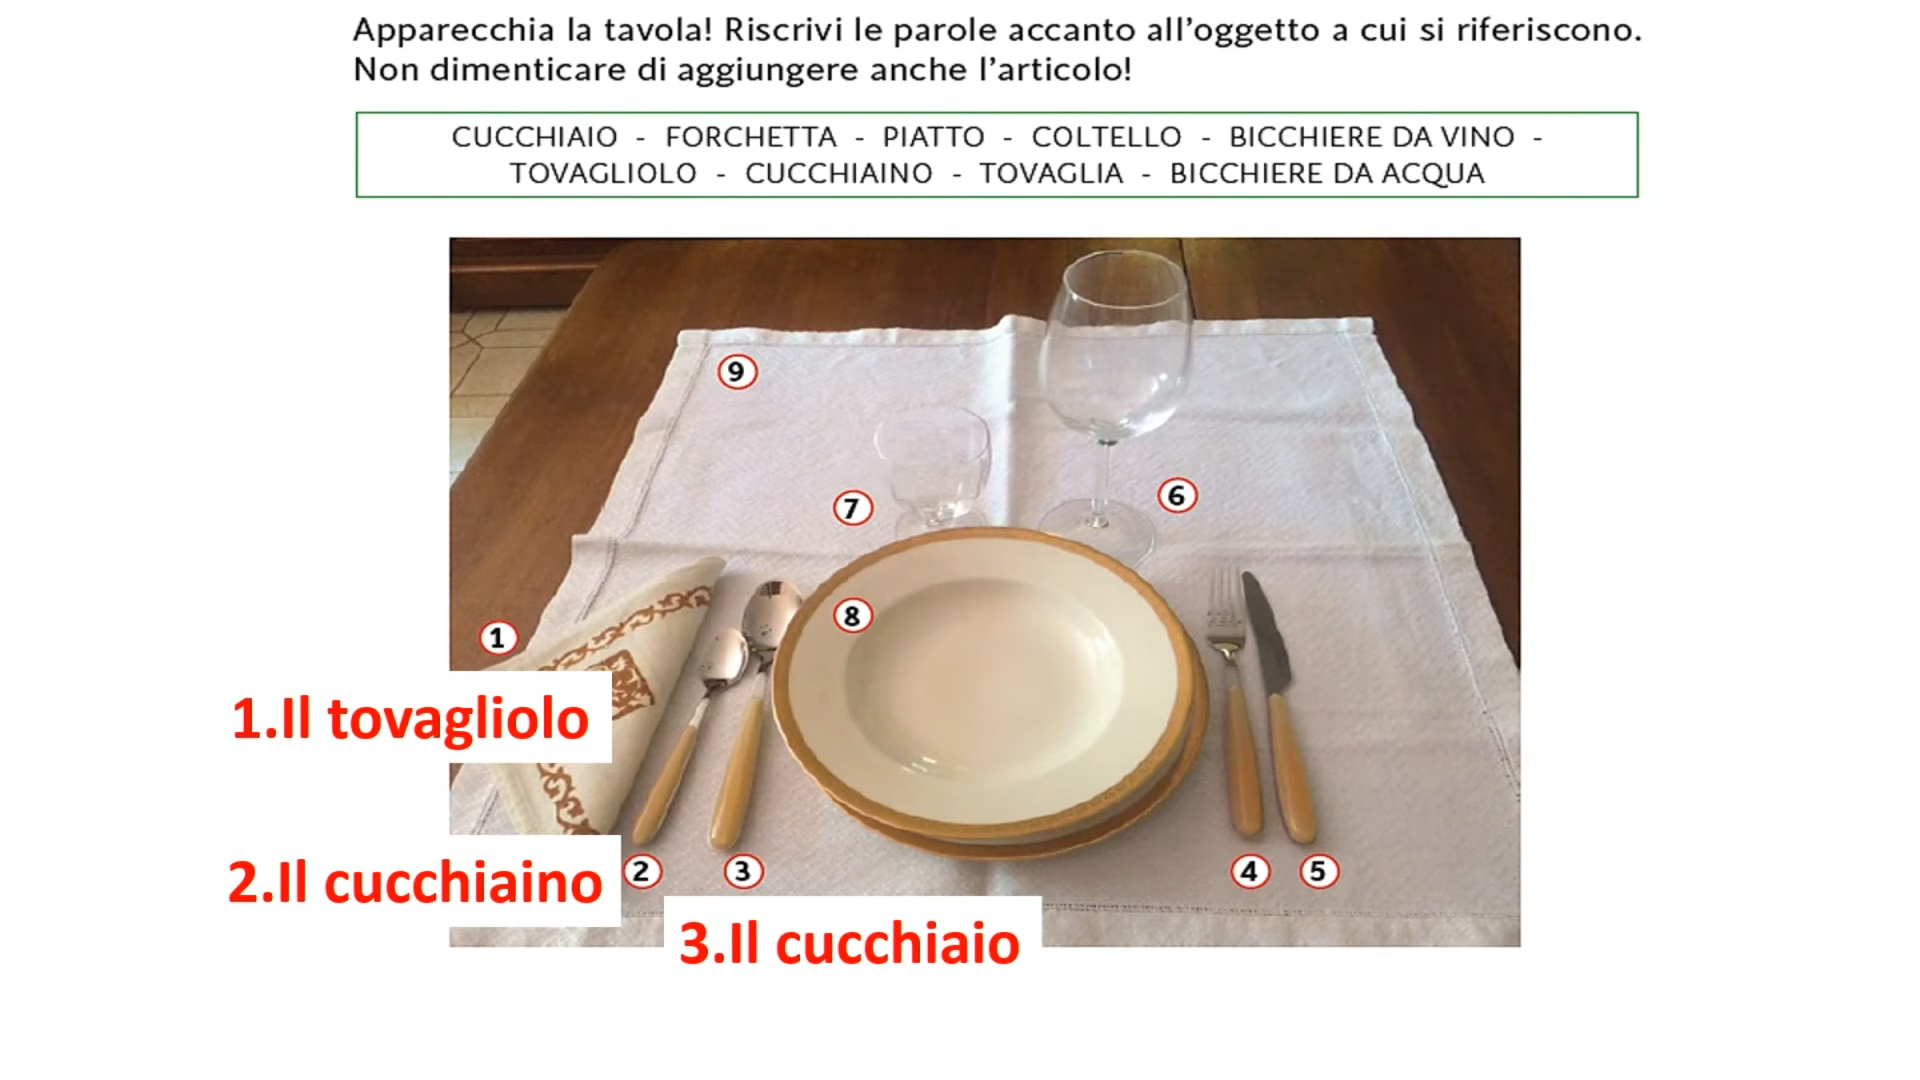 Apparecchia la tavola! Riscrivi le parole accanto all'oggetto a cui si riferiscono.
Non dimenticare di aggiungere anche l'articolo!
CUCCHIAIO - FORCHETTA - PIATTO - COLTELLO - BICCHIERE DA VINO -
TOVAGLIOLO - CUCCHIAINO - TOVAGLIA - BICCHIERE DA ACQUA
9
7
6
8
1
1.Il tovagliolo
2.Il cucchiaino
2
3
4
5
3.Il cucchiaio